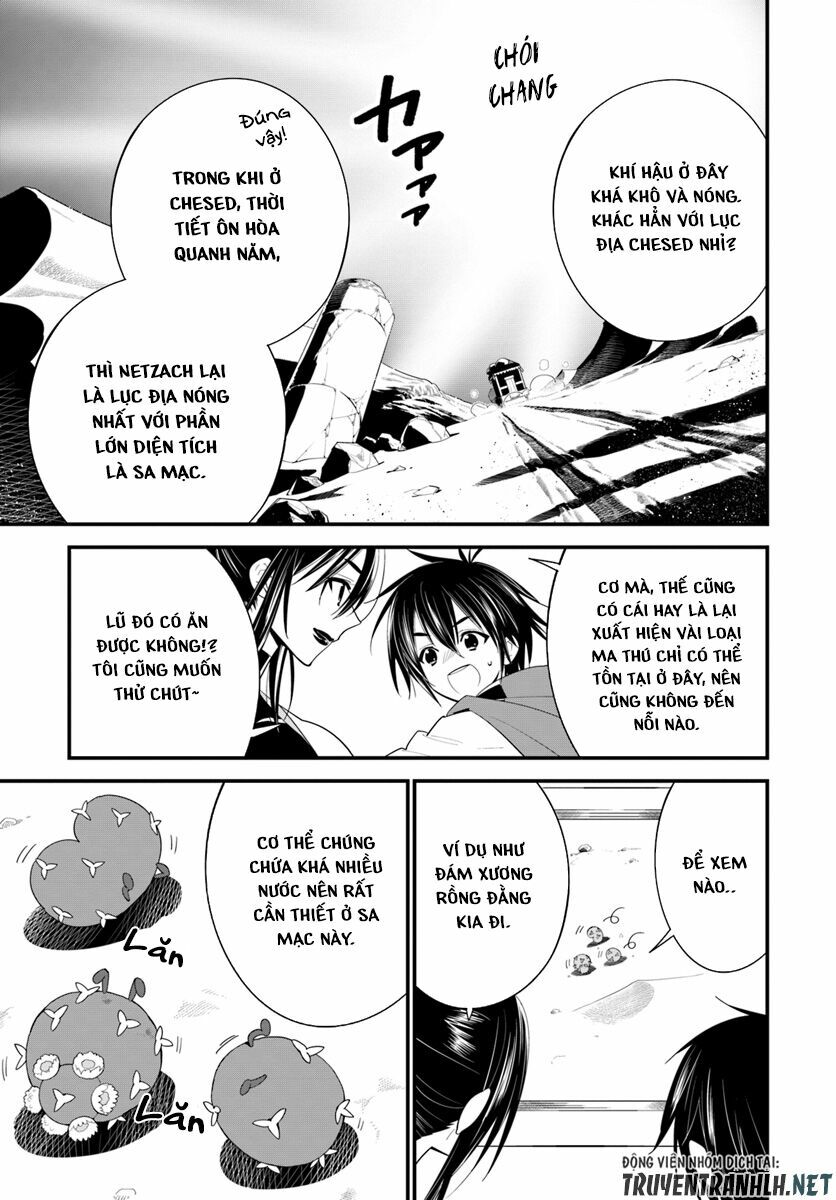 CHÓI
CHANG
カァァァァ
KHÍ HẬU Ở ĐÂY
KHÁ KHÔ VÀ NÓNG.
KHÁC HẲN VỚI LỤC
ĐỊA CHESED NHỈ?
Đúng
vậy!
TRONG KHI Ở
CHESED, THỜI
TIẾT ÔN HÒA
QUANH NĂM,
THÌ NETZACH LẠI
LÀ LỤC ĐỊA NÓNG
NHẤT VỚI PHẦN
LỚN DIỆN TÍCH
LÀ SA MẠC.
CƠ MÀ, THẾ CŨNG
CÓ CÁI HAY LÀ LẠI
XUẤT HIỆN VÀI LOẠI
MA THÚ CHỈ CÓ THỂ
TỒN TẠI Ở ĐÂY, NÊN
CŨNG KHÔNG ĐẾN
NỖI NÀO.
LŨ ĐÓ CÓ ĂN
ĐƯỢC KHÔNG!?
TÔI CŨNG MUỐN
THỬ CHÚT~
ĐỂ XEM
NÀO..
VÍ DỤ NHƯ
ĐÁM XƯƠNG
RỒNG ĐẰNG
KIA ĐI.
CƠ THỂ CHÚNG
CHỨA KHÁ NHIỀU
NƯỚC NÊN RẤT
CẦN THIẾT Ở SA
MẠC NÀY.
Lăn
Lăn
ĐỘNG VIÊN NHÓM DỊCH TẠI:
TRUYENTRANHLH.NET